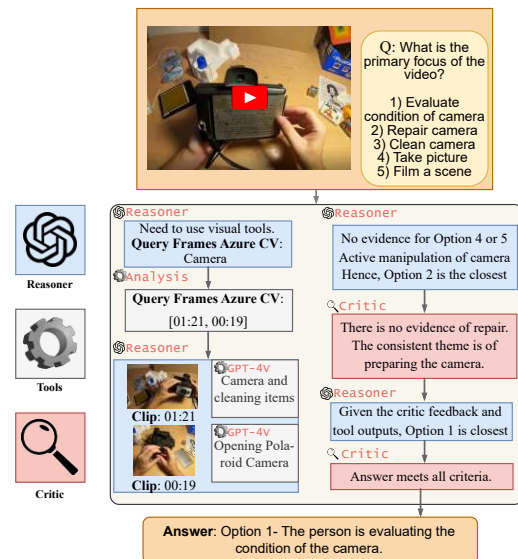 Q: What is the
primary focus of the
video?
1) Evaluate
condition of camera
2) Repair camera
3) Clean camera
4) Take picture
5) Film a scene
Reasoner
Tools
Critic
Reasoner
Need to use visual tools.
Query Frames Azure CV:
Camera
Analysis
Query Frames Azure CV:
[01:21, 00:19]
Reasoner
Clip: 01:21
GPT-4V
Camera and
cleaning items
Clip: 00:19
GPT-4V
Opening Pola-
roid Camera
Reasoner
No evidence for Option 4 or 5
Active manipulation of camera
Hence, Option 2 is the closest
Critic
There is no evidence of repair.
The consistent theme is of
preparing the camera.
Reasoner
Given the critic feedback and
tool outputs, Option 1 is closest
Critic
Answer meets all criteria.
Answer: Option 1- The person is evaluating the
condition of the camera.